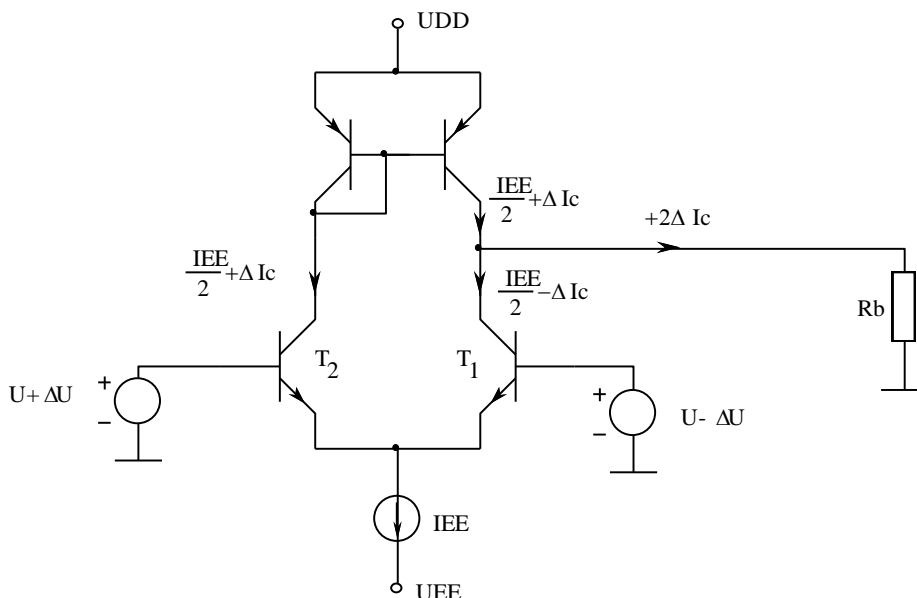 UDD
IEE
2
+Δ Ic
+2Δ Ic
IEE
2
+Δ Ic
IEE
2
−Δ Ic
Rb
T2
T1
U+ ΔU
+
−
+
−
U- ΔU
IEE
UEE